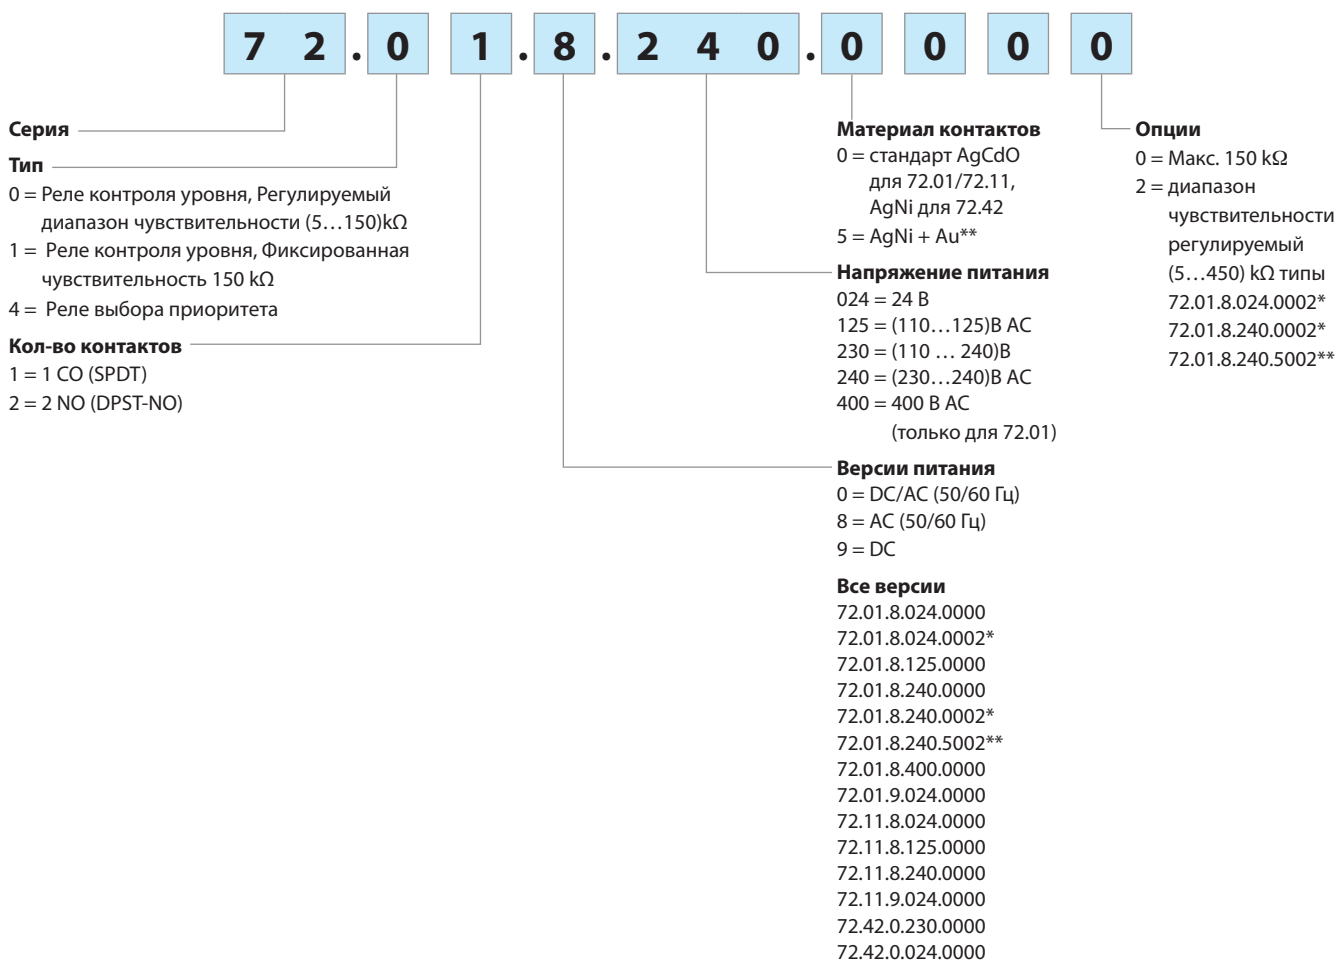 7 2 . 0 1 . 8 . 2 4 0 . 0 0 0 0
Серия
Тип
0 = Реле контроля уровня, Регулируемый
диапазон чувствительности (5…150)kΩ
1 = Реле контроля уровня, Фиксированная
чувствительность 150 kΩ
4 = Реле выбора приоритета
Кол-во контактов
1 = 1 CO (SPDT)
2 = 2 NO (DPST-NO)
Материал контактов
0 = стандарт AgCdO
для 72.01/72.11,
AgNi для 72.42
5 = AgNi + Au**
Напряжение питания
024 = 24 В
125 = (110…125)В AC
230 = (110 … 240)В
240 = (230…240)В AC
400 = 400 В AC
(только для 72.01)
Версии питания
0 = DC/AC (50/60 Гц)
8 = AC (50/60 Гц)
9 = DC
Все версии
72.01.8.024.0000
72.01.8.024.0002*
72.01.8.125.0000
72.01.8.240.0000
72.01.8.240.0002*
72.01.8.240.5002**
72.01.8.400.0000
72.01.9.024.0000
72.11.8.024.0000
72.11.8.125.0000
72.11.8.240.0000
72.11.9.024.0000
72.42.0.230.0000
72.42.0.024.0000
Опции
0 = Макс. 150 kΩ
2 = диапазон
чувствительности
регулируемый
(5…450) kΩ типы
72.01.8.024.0002*
72.01.8.240.0002*
72.01.8.240.5002**